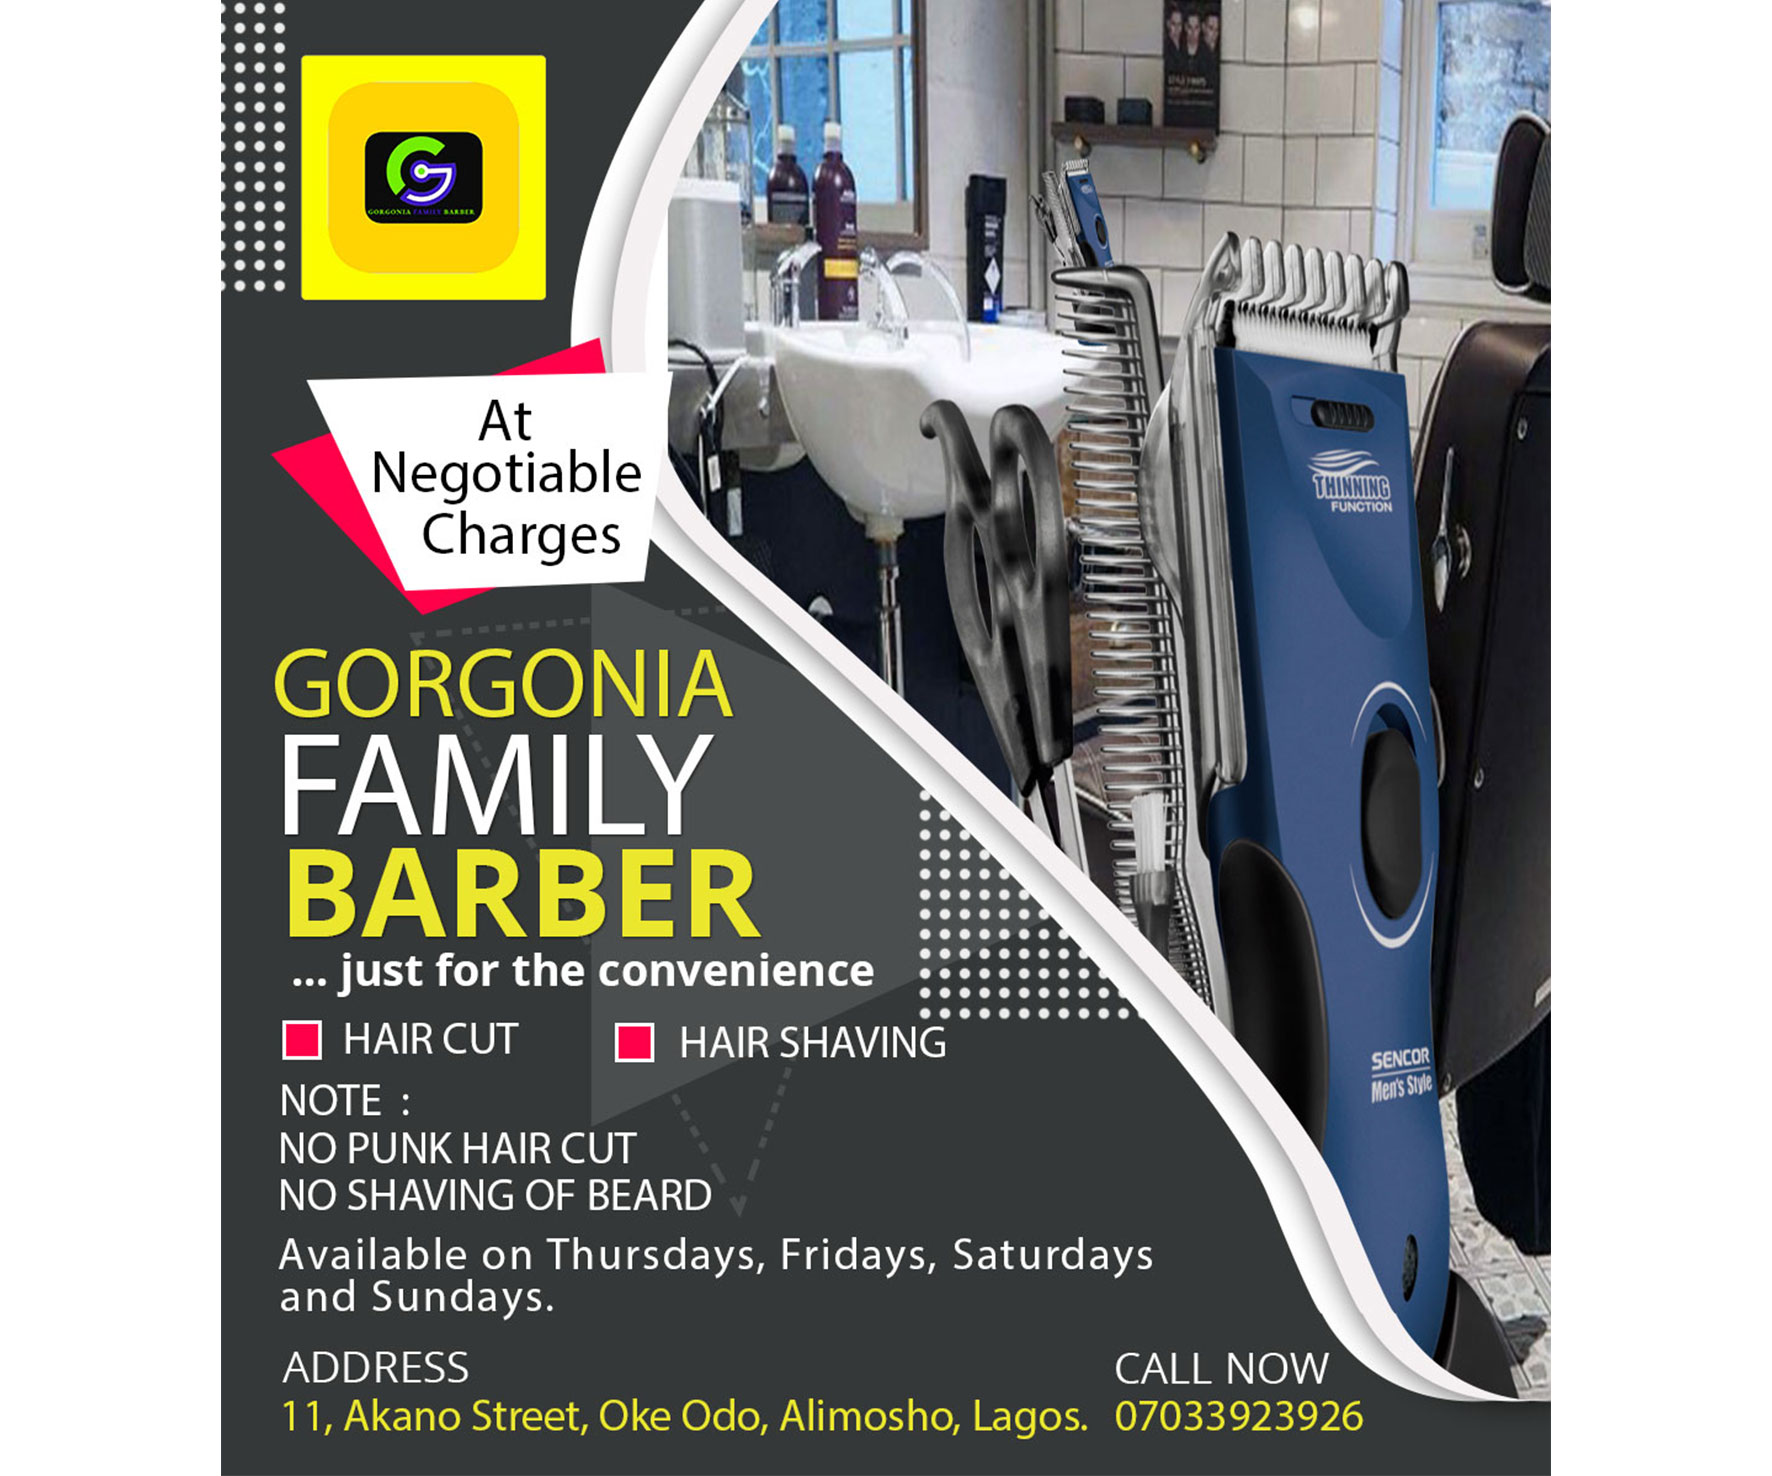 GORGONIA FAMILY BARBER
At
Negotiable
Charges
GORGONIA
FAMILY
BARBER
... just for the convenience
HAIR CUT
HAIR SHAVING
NOTE :
NO PUNK HAIR CUT
NO SHAVING OF BEARD
Available on Thursdays, Fridays, Saturdays
and Sundays.
ADDRESS
11, Akano Street, Oke Odo, Alimosho, Lagos.
CALL NOW
07033923926
THINNING
FUNCTION
SENCOR
Men's Style